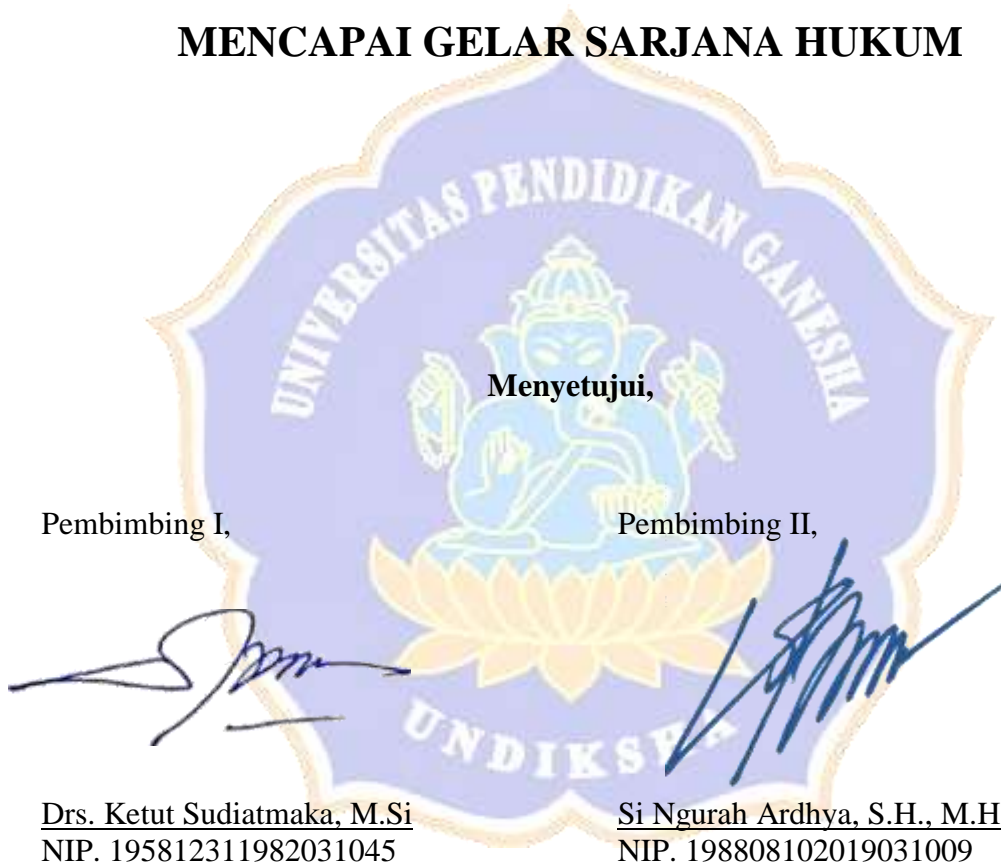 MENCAPAI GELAR SARJANA HUKUM
UNIVERSITAS PENDIDIKAN GANESHA
Menyetujui,
Pembimbing I, Pembimbing II,
UNDIKSHA
Drs. Ketut Sudiatmaka, M.Si Si Ngurah Ardhya, S.H., M.H
NIP. 195812311982031045 NIP. 198808102019031009